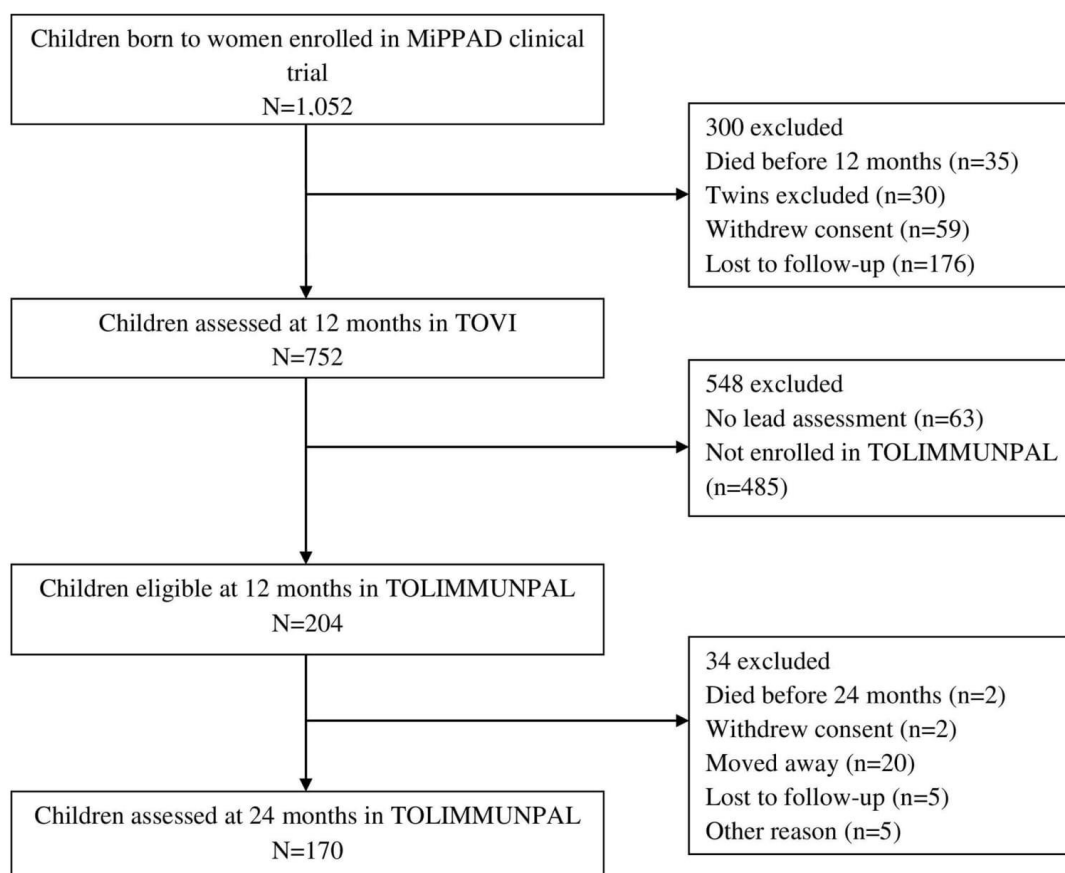 Children born to women enrolled in MiPPAD clinical
trial
N=1,052
300 excluded
Died before 12 months (n=35)
Twins excluded (n=30)
Withdrew consent (n=59)
Lost to follow-up (n=176)
Children assessed at 12 months in TOVI
N=752
548 excluded
No lead assessment (n=63)
Not enrolled in TOLIMMUNPAL
(n=485)
Children eligible at 12 months in TOLIMMUNPAL
N=204
34 excluded
Died before 24 months (n=2)
Withdrew consent (n=2)
Moved away (n=20)
Lost to follow-up (n=5)
Other reason (n=5)
Children assessed at 24 months in TOLIMMUNPAL
N=170